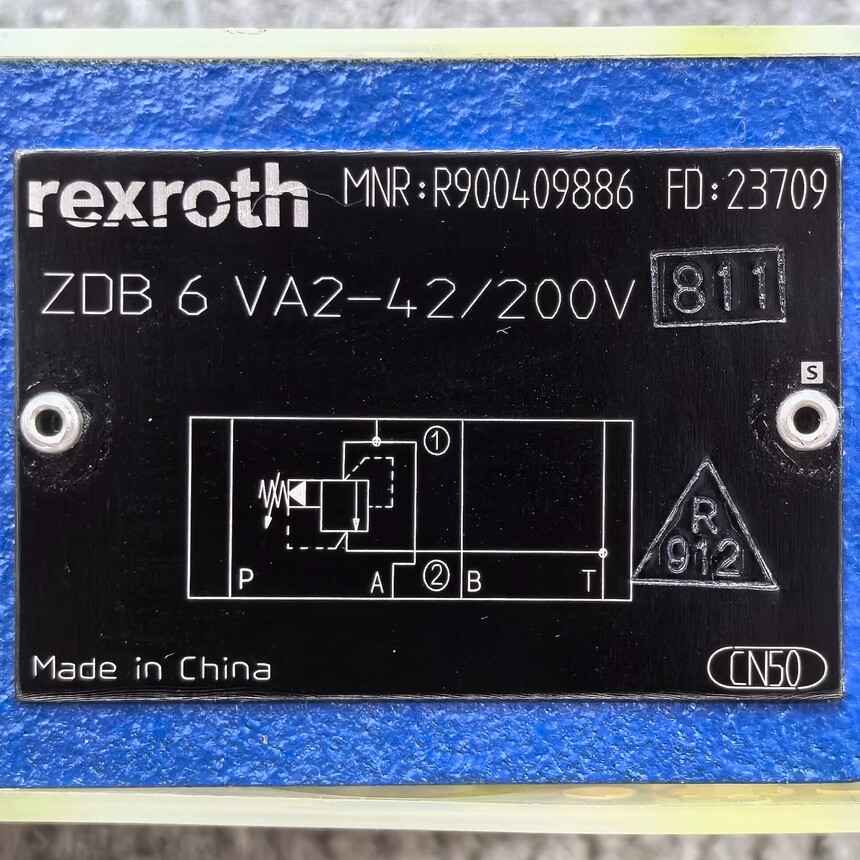 rexroth MNR:R900409886 FD:23709
ZDB 6 VA2-42/200V 811
S
①
R
912
P A ② B T
Made in China CN50